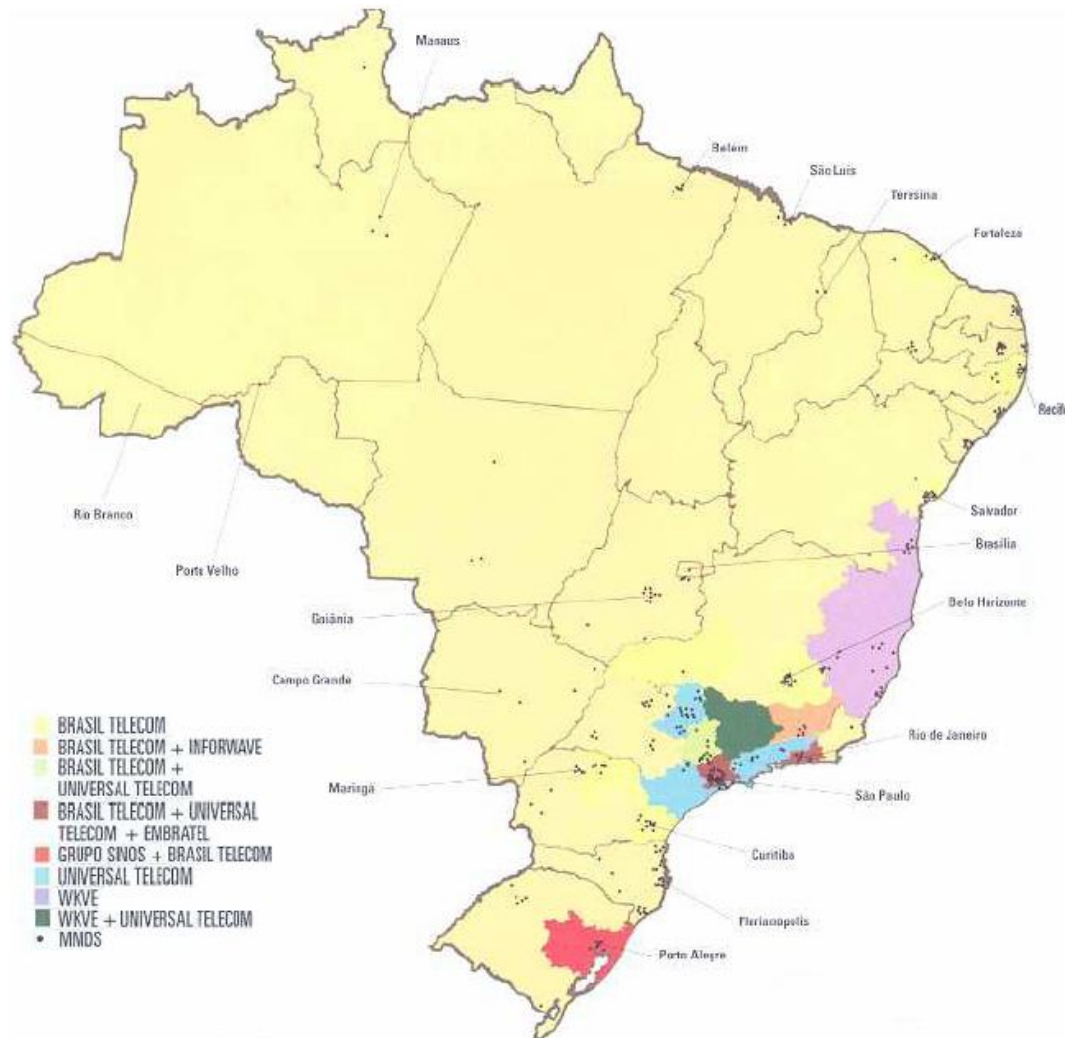 Manaus
Belém
São Luís
Teresina
Fortaleza
Recife
Rio Branco
Porto Velho
Salvador
Brasília
Goiânia
Belo Horizonte
Campo Grande
BRASIL TELECOM
BRASIL TELECOM + INFORWAVE
BRASIL TELECOM +
UNIVERSAL TELECOM
BRASIL TELECOM + UNIVERSAL
TELECOM + EMBRATEL
GRUPO SINOS + BRASIL TELECOM
UNIVERSAL TELECOM
WKVE
WKVE + UNIVERSAL TELECOM
MMDS
Rio de Janeiro
Maringá
São Paulo
Curitiba
Florianopolis
Porto Alegre